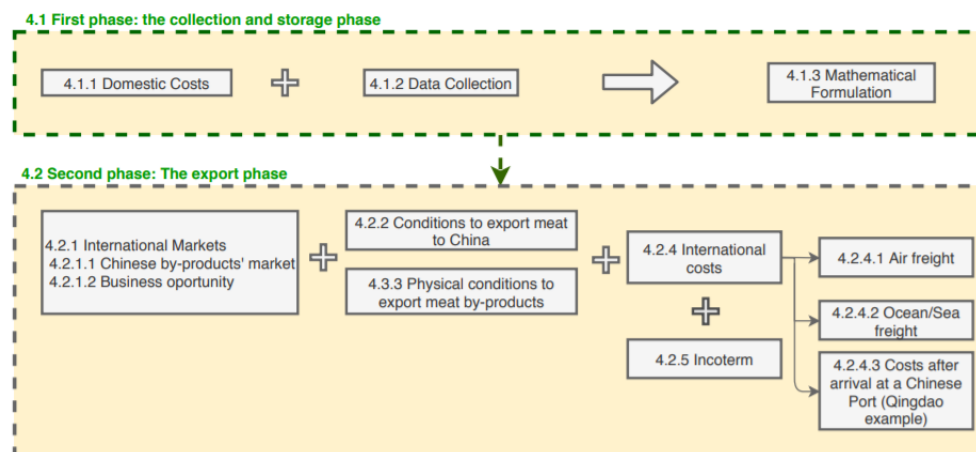 4.1 First phase: the collection and storage phase
4.1.1 Domestic Costs
4.1.2 Data Collection
4.1.3 Mathematical
Formulation
4.2 Second phase: The export phase
4.2.1 International Markets
4.2.1.1 Chinese by-products' market
4.2.1.2 Business oportunity
4.2.2 Conditions to export meat
to China
4.3.3 Physical conditions to
export meat by-products
4.2.4 International
costs
4.2.5 Incoterm
4.2.4.1 Air freight
4.2.4.2 Ocean/Sea
freight
4.2.4.3 Costs after
arrival at a Chinese
Port (Qingdao
example)